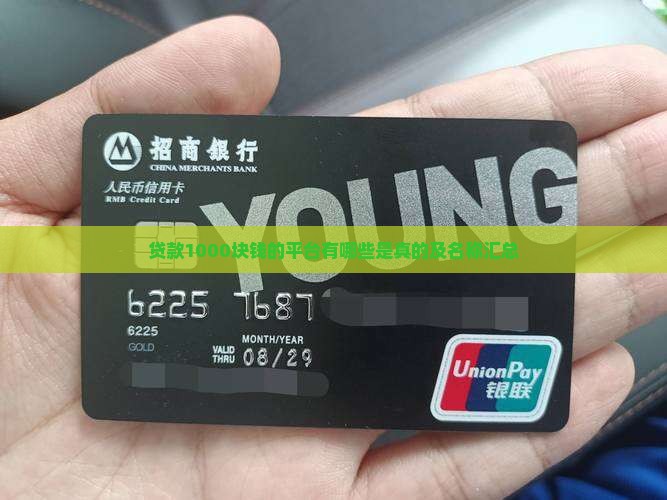 招商银行
CHINA MERCHANTS BANK
人民币信用卡
RMB Credit Card
YOUNG
贷款1000块钱的平台有哪些是真的及名称汇总
6225 7687
6225
GOLD
VALID THRU
MONTH/YEAR
08/29
UnionPay
银联